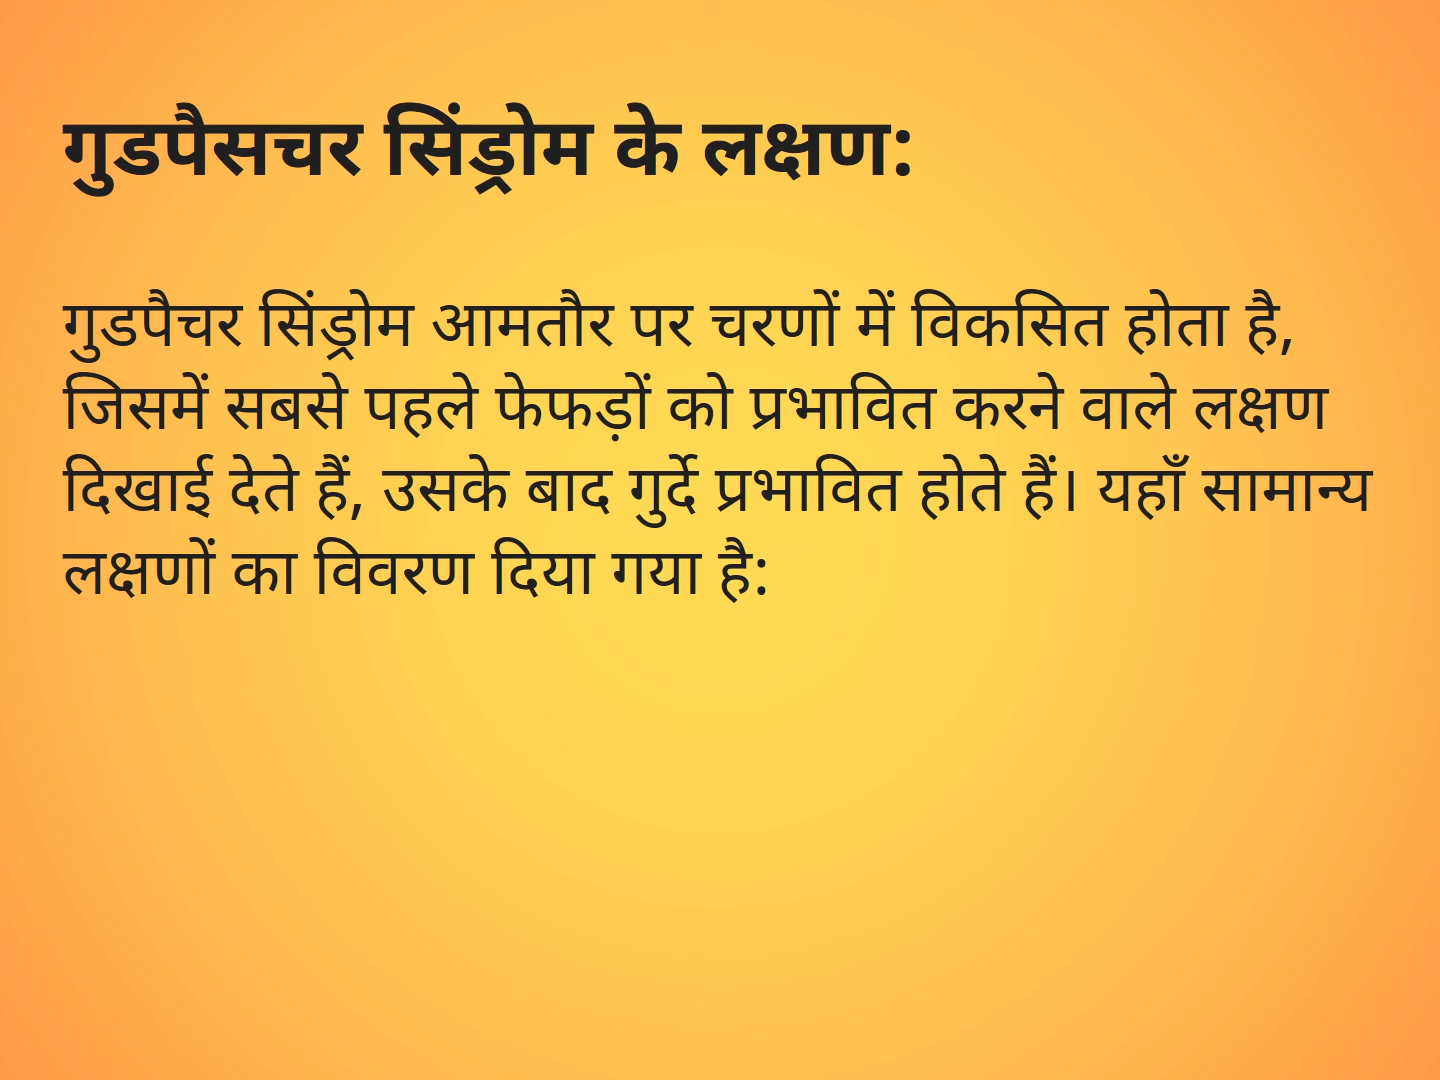 गुडपैसचर सिंड्रोम के लक्षण:
गुडपैचर सिंड्रोम आमतौर पर चरणों में विकसित होता है,
जिसमें सबसे पहले फेफड़ों को प्रभावित करने वाले लक्षण
दिखाई देते हैं, उसके बाद गुर्दे प्रभावित होते हैं। यहाँ सामान्य
लक्षणों का विवरण दिया गया है: